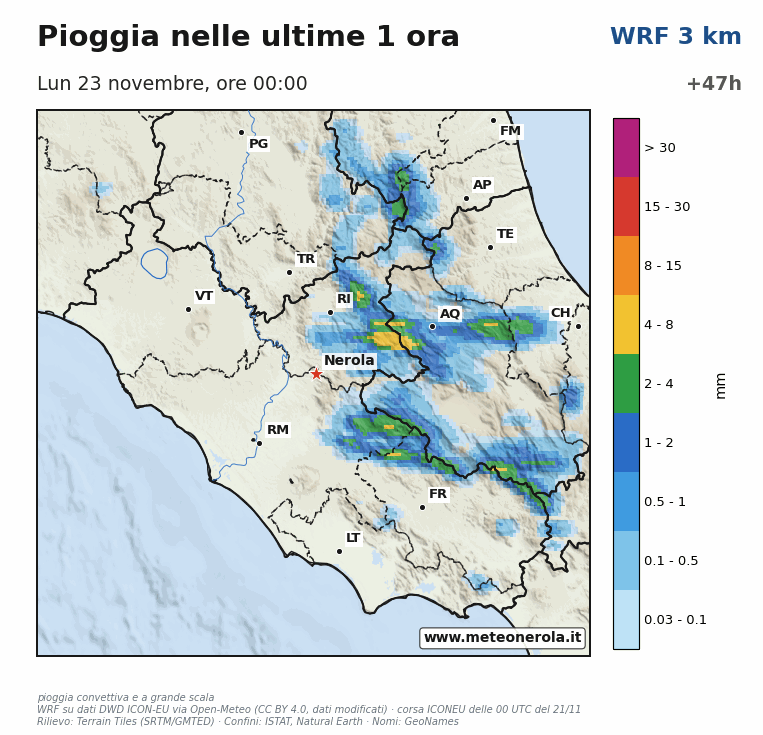 Pioggia nelle ultime 1 ora
WRF 3 km
Lun 23 novembre, ore 00:00
+47h
FM
PG
AP
TE
TR
VT
RI
AQ
CH
Nerola
RM
FR
LT
www.meteonerola.it
> 30
15 - 30
8 - 15
4 - 8
2 - 4
1 - 2
0.5 - 1
0.1 - 0.5
0.03 - 0.1
mm
pioggia convettiva e a grande scala
WRF su dati DWD ICON-EU via Open-Meteo (CC BY 4.0, dati modificati) · corsa ICONEU delle 00 UTC del 21/11
Rilievo: Terrain Tiles (SRTM/GMTED) · Confini: ISTAT, Natural Earth · Nomi: GeoNames